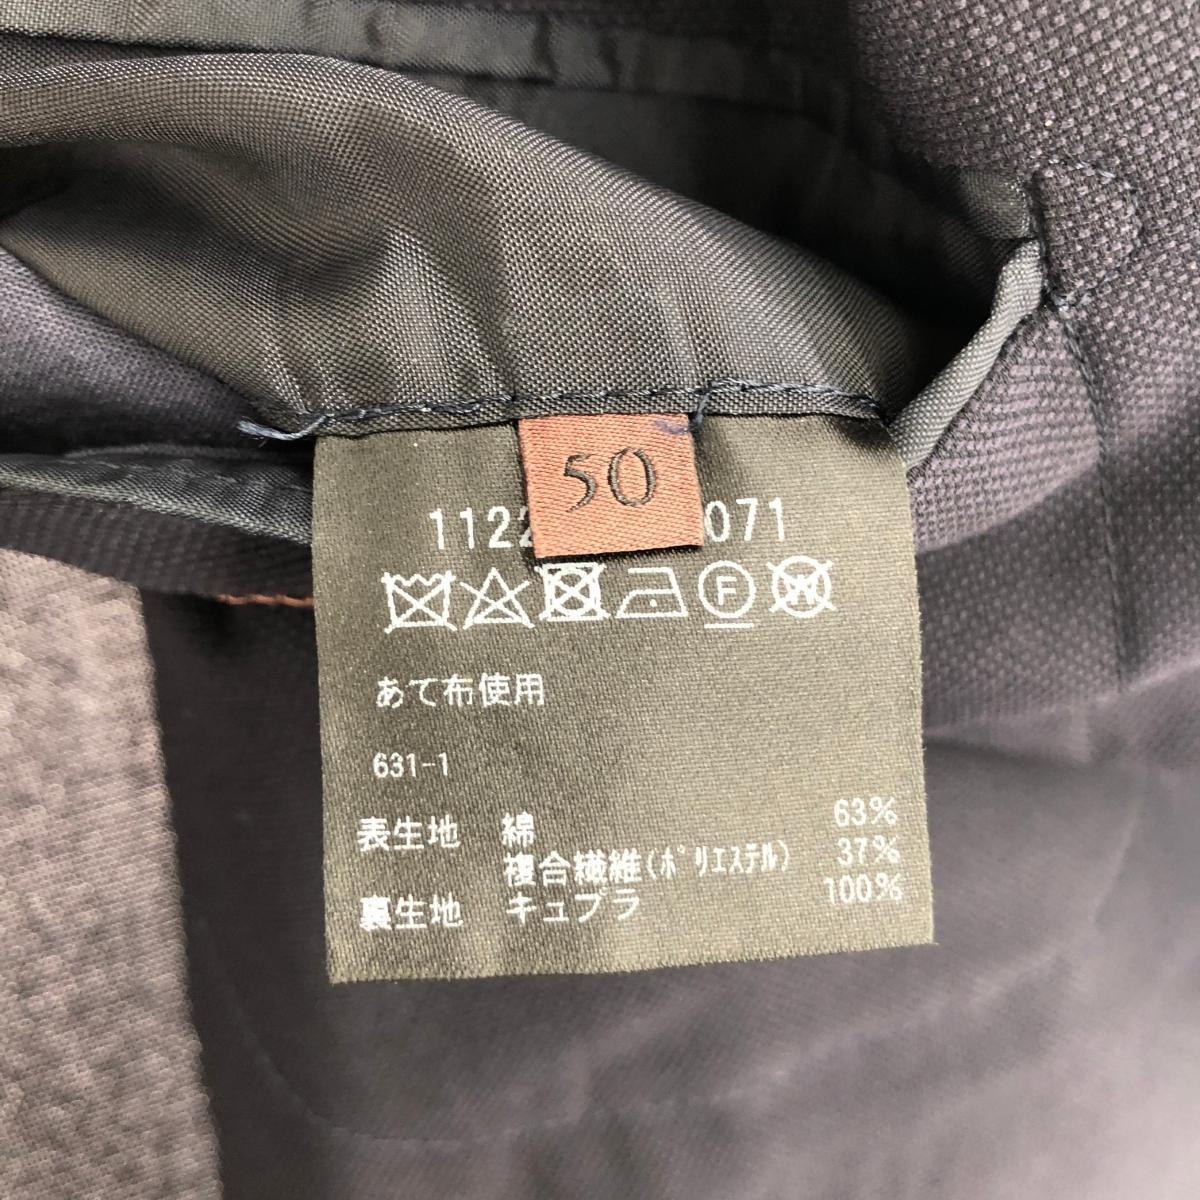 50
1122 071
F W
あて布使用
631-1
表生地 綿 63%
複合繊維(ポリエステル) 37%
裏生地 キュプラ 100%